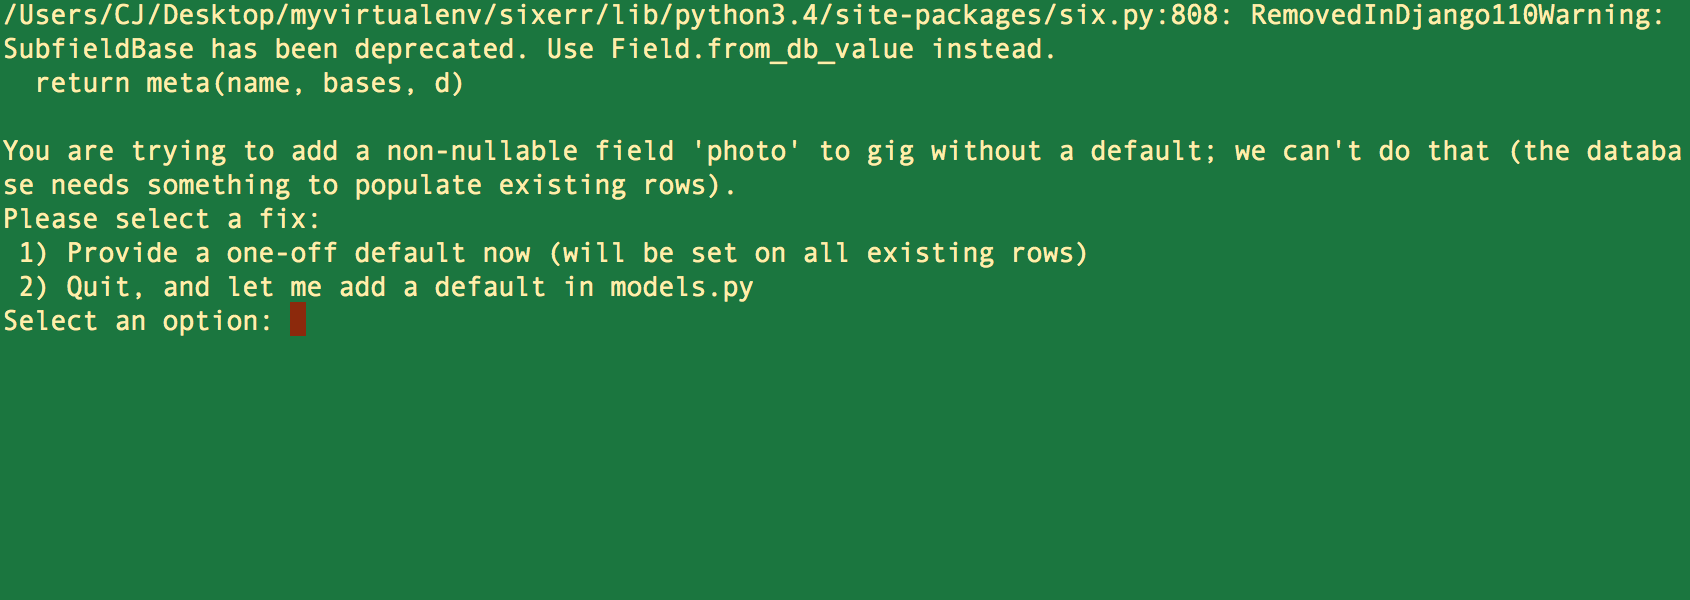 /Users/CJ/Desktop/myvirtualenv/sixerr/lib/python3.4/site-packages/six.py:808: RemovedInDjango110Warning:
SubfieldBase has been deprecated. Use Field.from_db_value instead.
  return meta(name, bases, d)

You are trying to add a non-nullable field 'photo' to gig without a default; we can't do that (the databa
se needs something to populate existing rows).
Please select a fix:
 1) Provide a one-off default now (will be set on all existing rows)
 2) Quit, and let me add a default in models.py
Select an option: